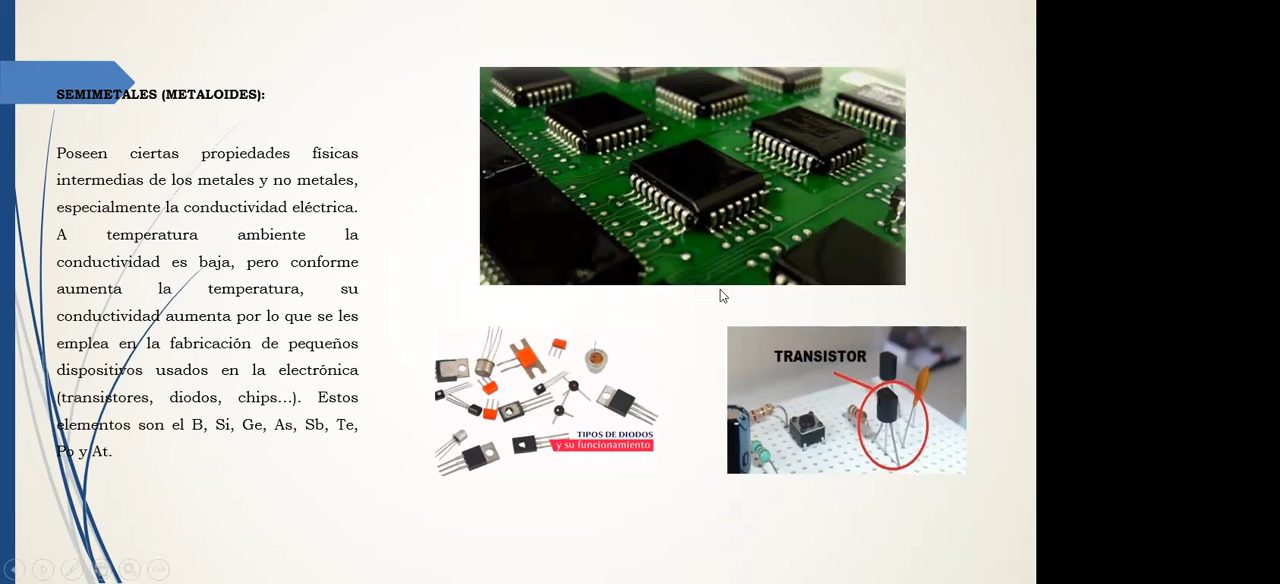 SEMIMETALES (METALOIDES):
Poseen ciertas propiedades físicas
intermedias de los metales y no metales,
especialmente la conductividad eléctrica.
A temperatura ambiente la
conductividad es baja, pero conforme
aumenta la temperatura, su
conductividad aumenta por lo que se les
emplea en la fabricación de pequeños
dispositivos usados en la electrónica
(transistores, diodos, chips...). Estos
elementos son el B, Si, Ge, As, Sb, Te,
Po y At.
TIPOS DE DIODOS
y su funcionamiento
TRANSISTOR